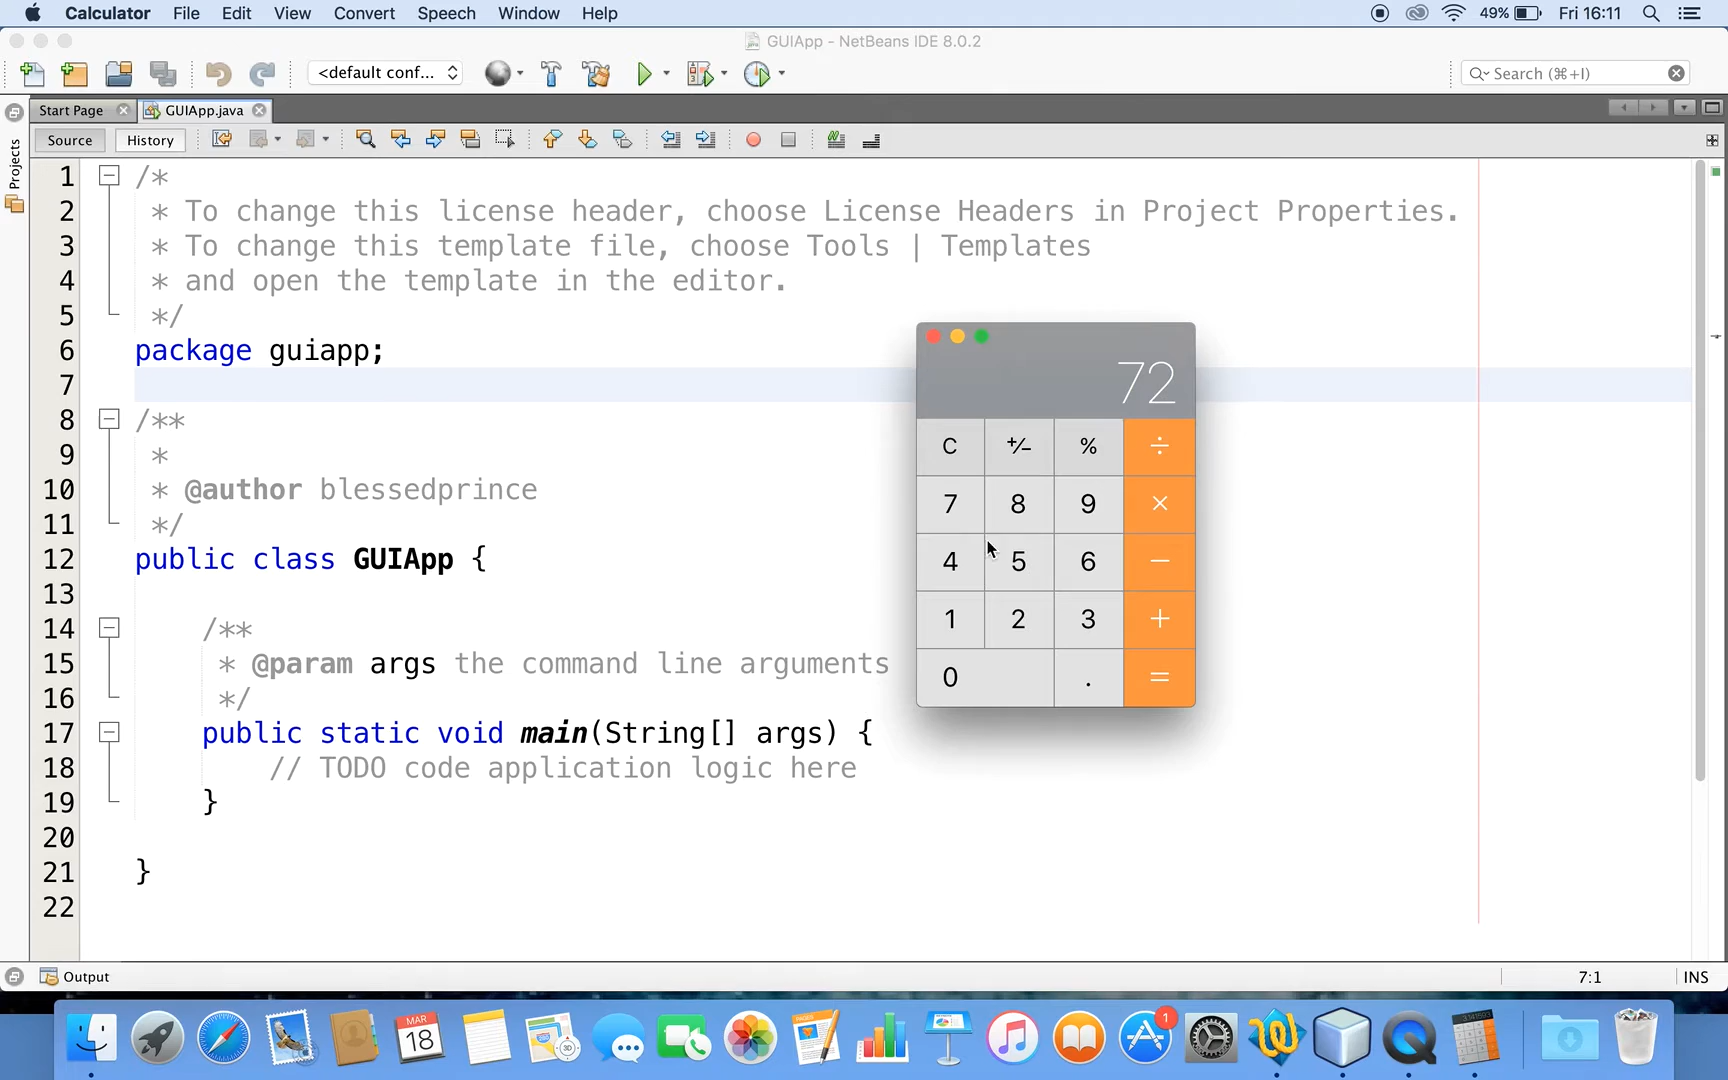 Calculator File Edit View Convert Speech Window Help 49% Fri 16:11
GUIApp - NetBeans IDE 8.0.2
<default conf... Search (⌘+I)
Start Page GUIApp.java
Source History
Projects
1 /*
2 * To change this license header, choose License Headers in Project Properties.
3 * To change this template file, choose Tools | Templates
4 * and open the template in the editor.
5 */
6 package guiapp;
7
8 /**
9 *
10 * @author blessedprince
11 */
12 public class GUIApp {
13
14 /**
15 * @param args the command line arguments
16 */
17 public static void main(String[] args) {
18 // TODO code application logic here
19 }
20
21 }
22
72
C +/− % ÷
7 8 9 ×
4 5 6 −
1 2 3 +
0 . =
Output 7:1 INS
MAR
18
PAGES
1